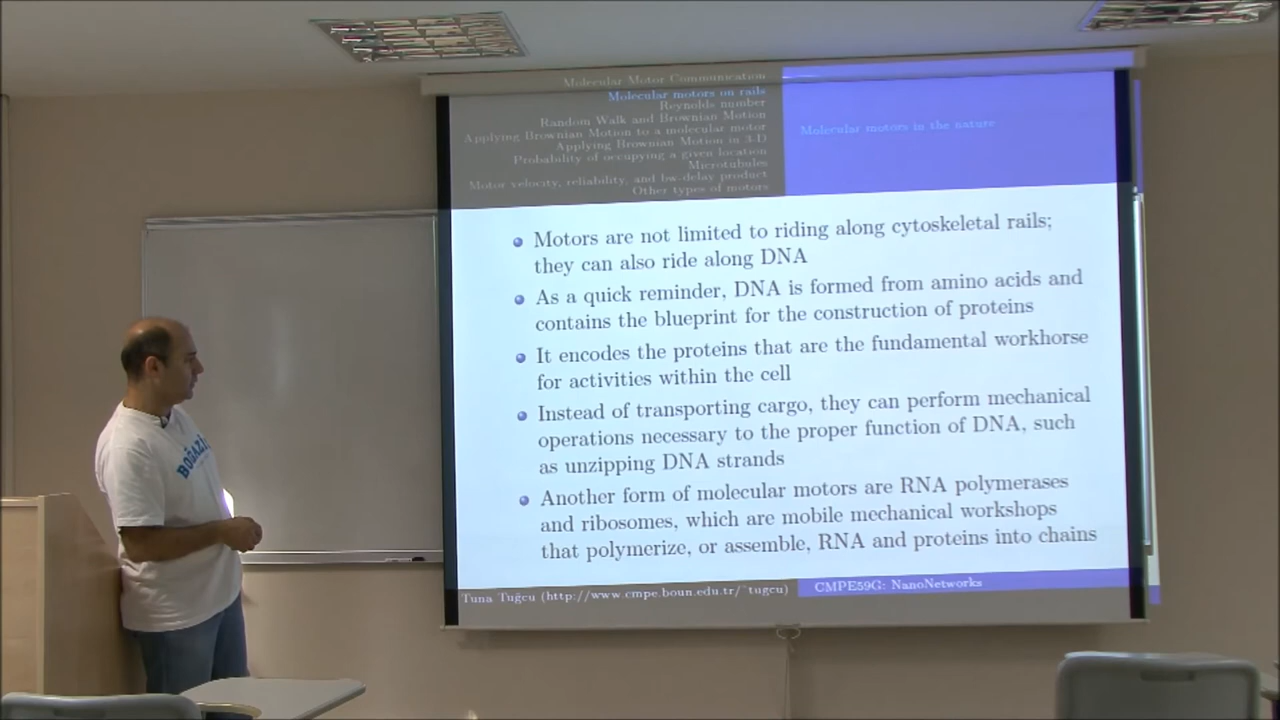 Molecular Motor Communication
Molecular motors on rails
Reynolds number
Random Walk and Brownian Motion
Applying Brownian Motion to a molecular motor
Applying Brownian Motion in 3-D
Probability of occupying a given location
Microtubules
Motor velocity, reliability, and bw-delay product
Other types of motors
Molecular motors in the nature
Motors are not limited to riding along cytoskeletal rails;
they can also ride along DNA
As a quick reminder, DNA is formed from amino acids and
contains the blueprint for the construction of proteins
It encodes the proteins that are the fundamental workhorse
for activities within the cell
Instead of transporting cargo, they can perform mechanical
operations necessary to the proper function of DNA, such
as unzipping DNA strands
Another form of molecular motors are RNA polymerases
and ribosomes, which are mobile mechanical workshops
that polymerize, or assemble, RNA and proteins into chains
Tuna Tuğcu (http://www.cmpe.boun.edu.tr/~tugcu)
CMPE59G: NanoNetworks
BOĞAZİ